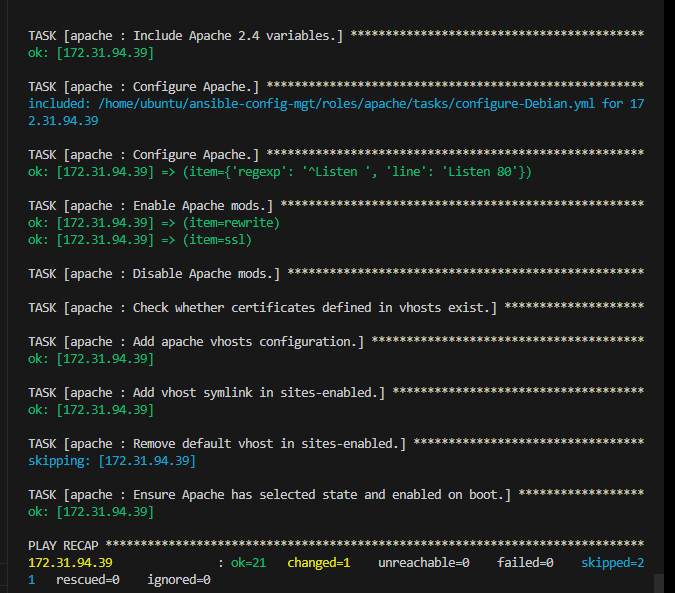 TASK [apache : Include Apache 2.4 variables.] ******************************************
ok: [172.31.94.39]
TASK [apache : Configure Apache.] ******************************************************
included: /home/ubuntu/ansible-config-mgt/roles/apache/tasks/configure-Debian.yml for 17
2.31.94.39
TASK [apache : Configure Apache.] ******************************************************
ok: [172.31.94.39] => (item={'regexp': '^Listen ', 'line': 'Listen 80'})
TASK [apache : Enable Apache mods.] ****************************************************
ok: [172.31.94.39] => (item=rewrite)
ok: [172.31.94.39] => (item=ssl)
TASK [apache : Disable Apache mods.] ***************************************************
TASK [apache : Check whether certificates defined in vhosts exist.] ********************
TASK [apache : Add apache vhosts configuration.] ***************************************
ok: [172.31.94.39]
TASK [apache : Add vhost symlink in sites-enabled.] ************************************
ok: [172.31.94.39]
TASK [apache : Remove default vhost in sites-enabled.] *********************************
skipping: [172.31.94.39]
TASK [apache : Ensure Apache has selected state and enabled on boot.] ******************
ok: [172.31.94.39]
PLAY RECAP *****************************************************************************
172.31.94.39               : ok=21   changed=1    unreachable=0    failed=0    skipped=2
1   rescued=0    ignored=0